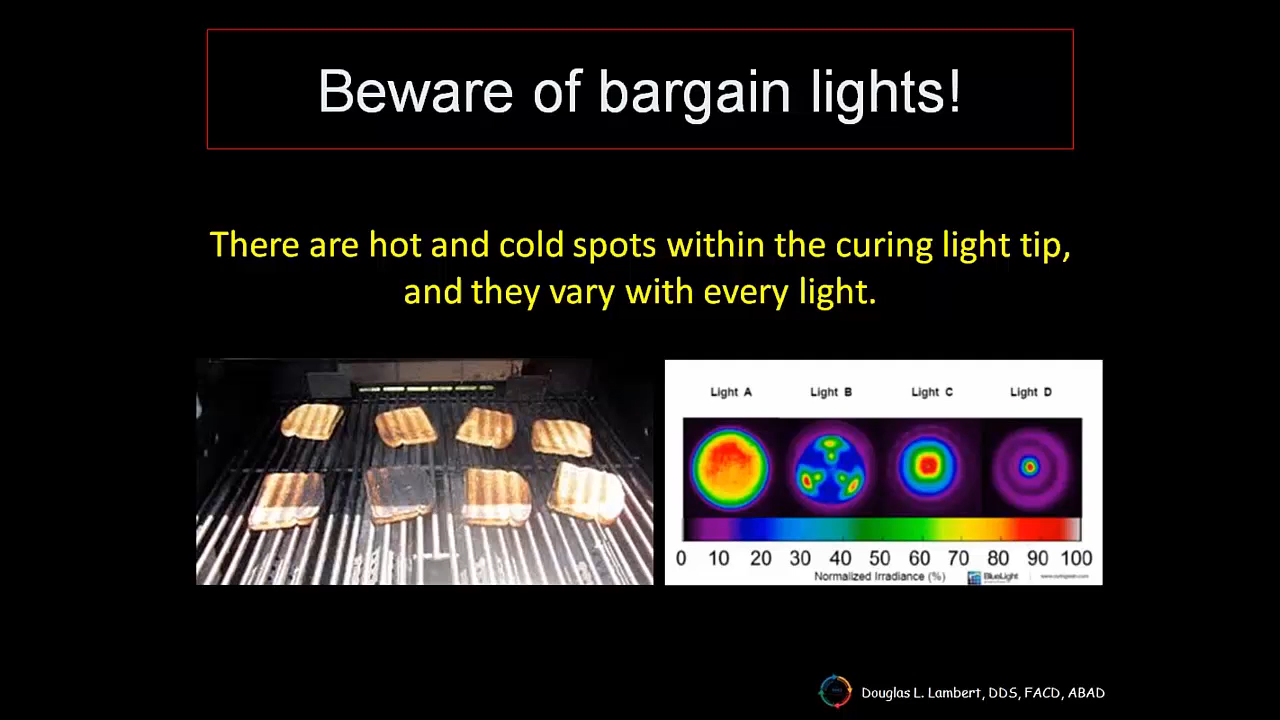 Beware of bargain lights!
There are hot and cold spots within the curing light tip,
and they vary with every light.
Light A Light B Light C Light D
0 10 20 30 40 50 60 70 80 90 100
Normalized Irradiance (%) BlueLight
Douglas L. Lambert, DDS, FACD, ABAD